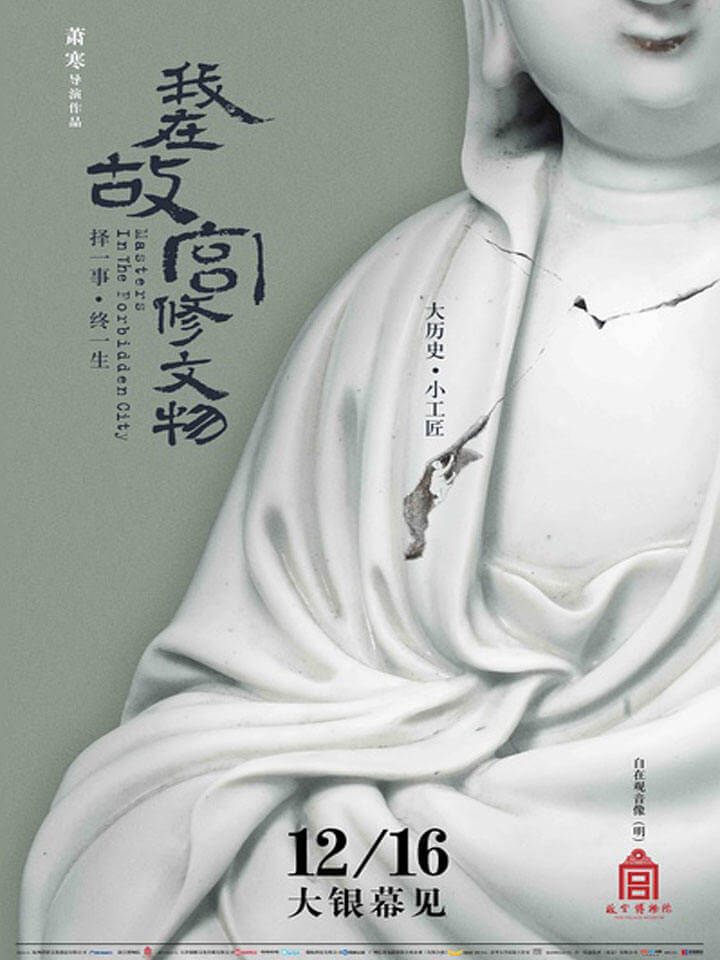 萧寒导演作品
我在故宫修文物
Masters
In The Forbidden City
择一事·终一生
大历史·小工匠
自在观音像(明)
12/16
大银幕见
故宫博物院